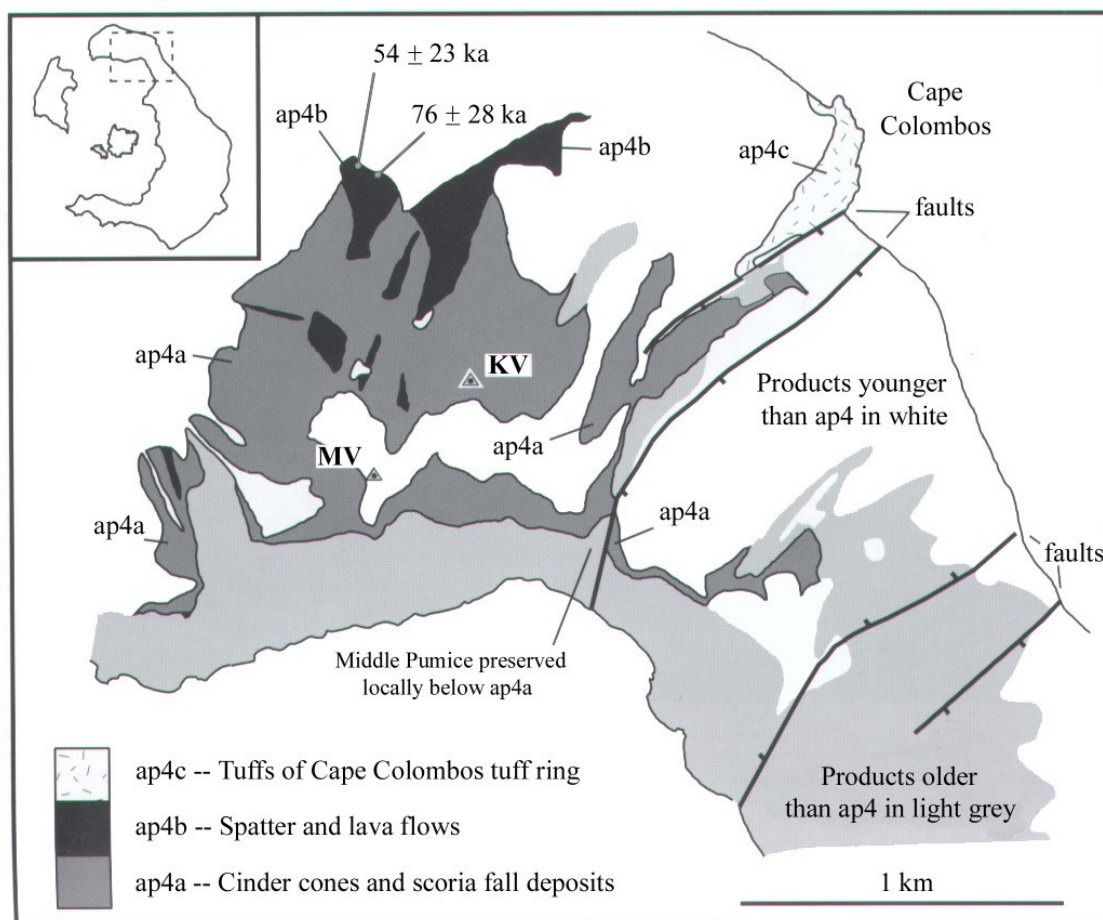 54 ± 23 ka
76 ± 28 ka
ap4b
ap4b
Cape
Colombos
ap4c
faults
ap4a
KV
Products younger
than ap4 in white
ap4a
MV
ap4a
ap4a
faults
Middle Pumice preserved
locally below ap4a
ap4c -- Tuffs of Cape Colombos tuff ring
ap4b -- Spatter and lava flows
ap4a -- Cinder cones and scoria fall deposits
Products older
than ap4 in light grey
1 km